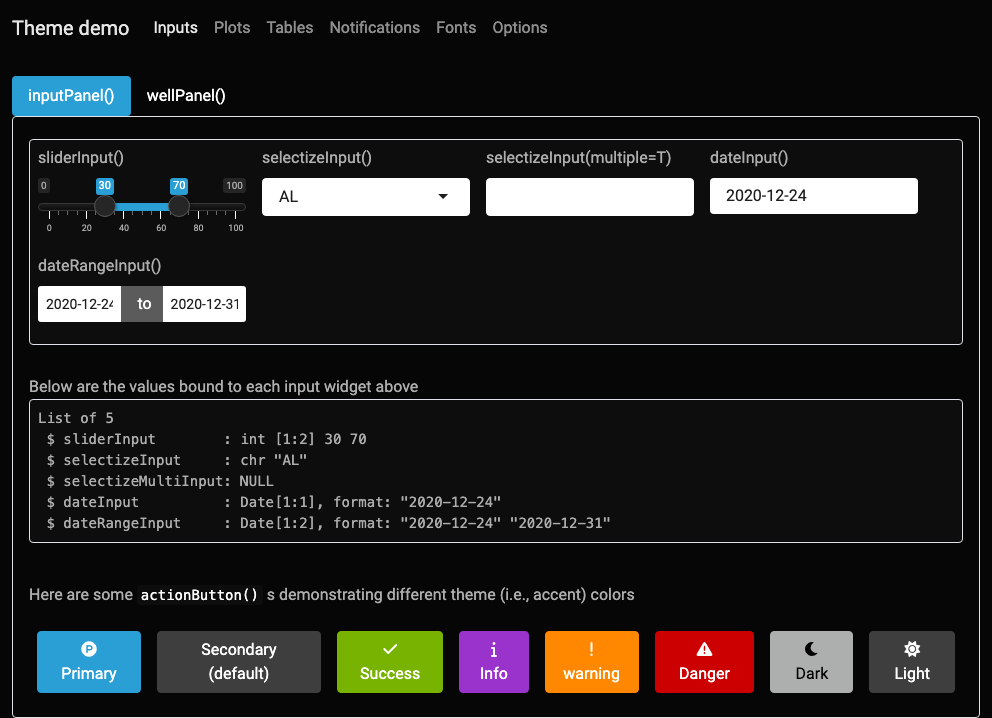 Theme demo Inputs Plots Tables Notifications Fonts Options
inputPanel() wellPanel()
sliderInput() selectizeInput() selectizeInput(multiple=T) dateInput()
0 30 70 100
AL 2020-12-24
0 20 40 60 80 100
dateRangeInput()
2020-12-24 to 2020-12-31
Below are the values bound to each input widget above
List of 5
$ sliderInput : int [1:2] 30 70
$ selectizeInput : chr "AL"
$ selectizeMultiInput: NULL
$ dateInput : Date[1:1], format: "2020-12-24"
$ dateRangeInput : Date[1:2], format: "2020-12-24" "2020-12-31"
Here are some actionButton() s demonstrating different theme (i.e., accent) colors
Primary
Secondary
(default)
Success
Info
warning
Danger
Dark
Light